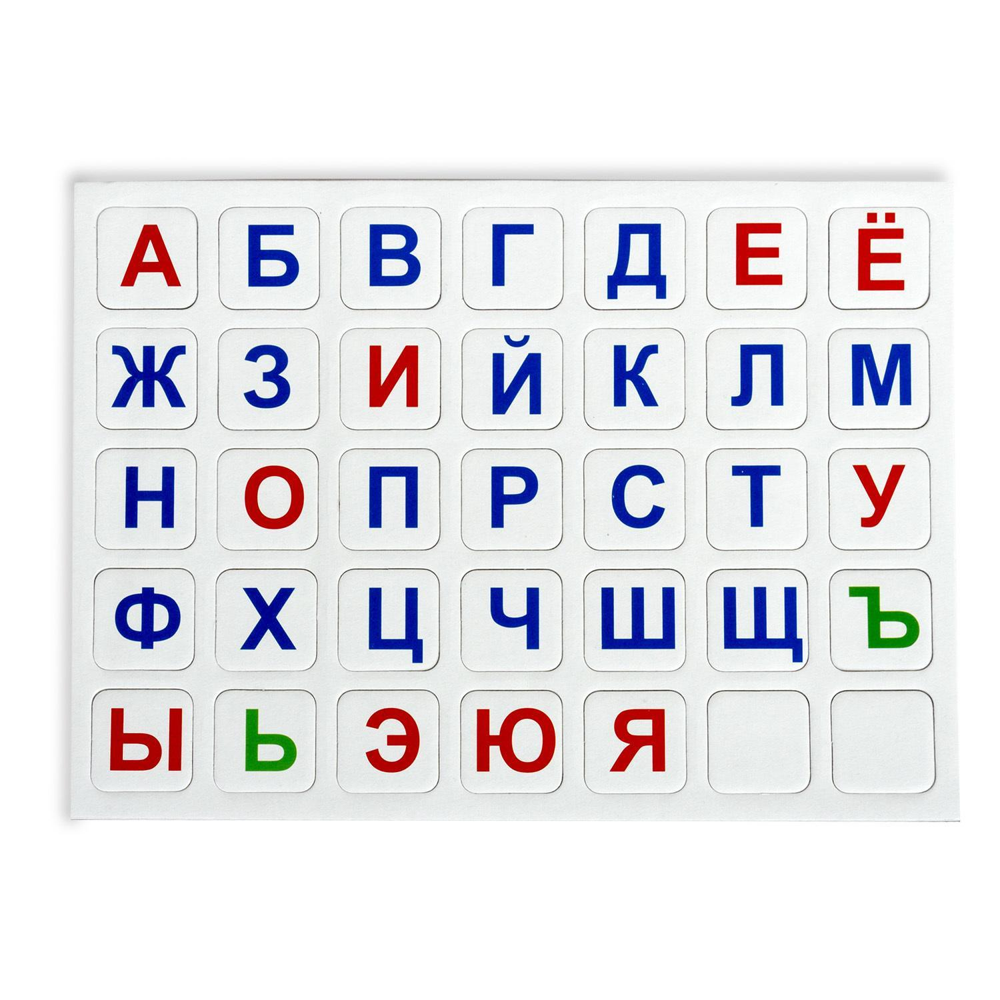 А Б В Г Д Е Ё
Ж З И Й К Л М
Н О П Р С Т У
Ф Х Ц Ч Ш Щ Ъ
Ы Ь Э Ю Я